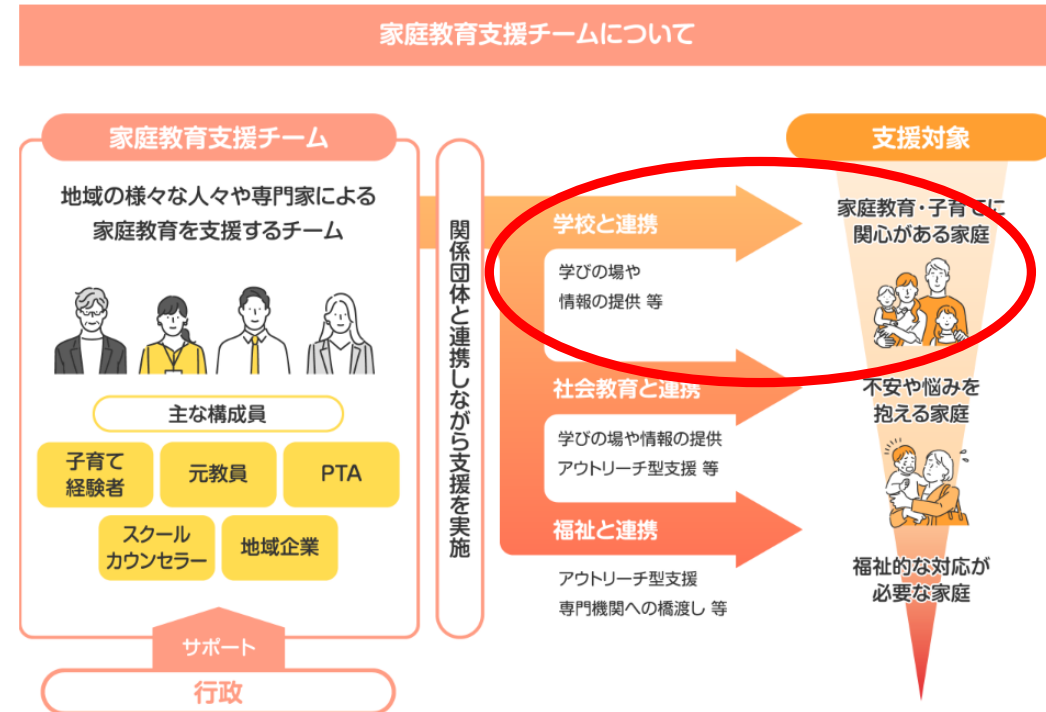 家庭教育支援チームについて
家庭教育支援チーム
地域の様々な人々や専門家による
家庭教育を支援するチーム
主な構成員
子育て
経験者
元教員
PTA
スクール
カウンセラー
地域企業
サポート
行政
関係団体と連携しながら支援を実施
学校と連携
学びの場や
情報の提供 等
社会教育と連携
学びの場や情報の提供
アウトリーチ型支援 等
福祉と連携
アウトリーチ型支援
専門機関への橋渡し 等
支援対象
家庭教育・子育てに
関心がある家庭
不安や悩みを
抱える家庭
福祉的な対応が
必要な家庭